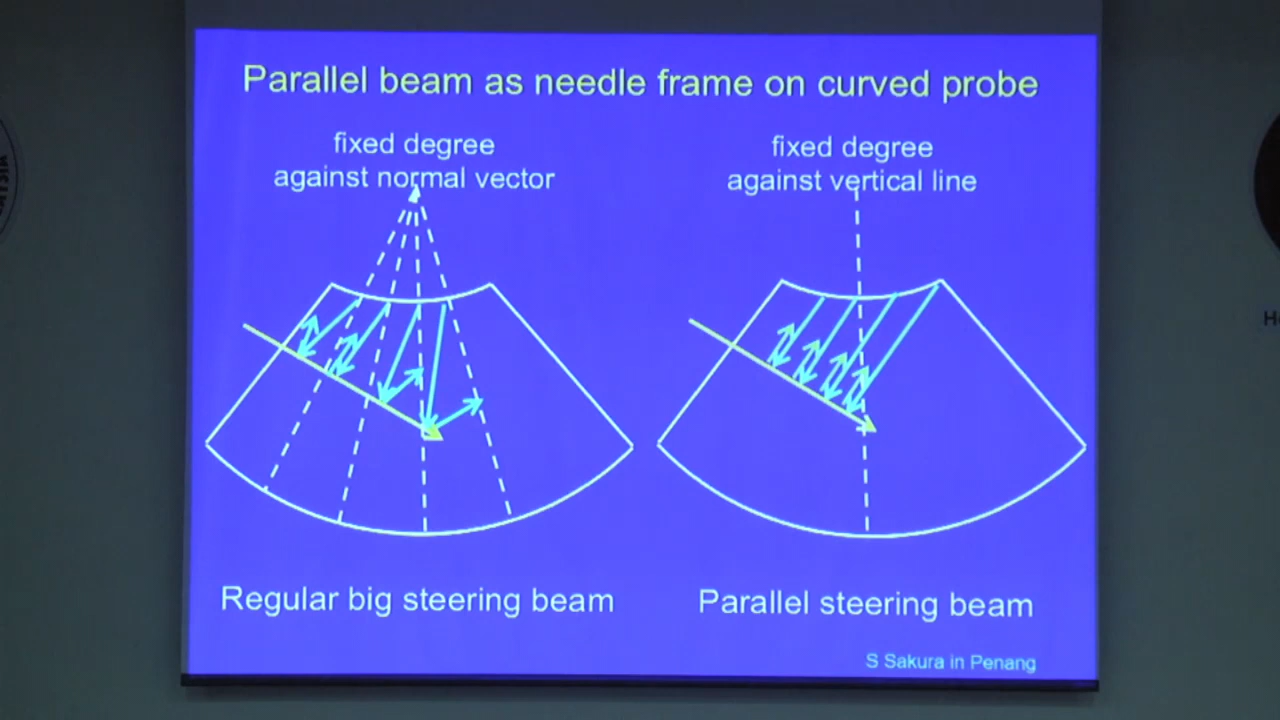 Parallel beam as needle frame on curved probe
fixed degree
against normal vector
fixed degree
against vertical line
Regular big steering beam
Parallel steering beam
S Sakura in Penang